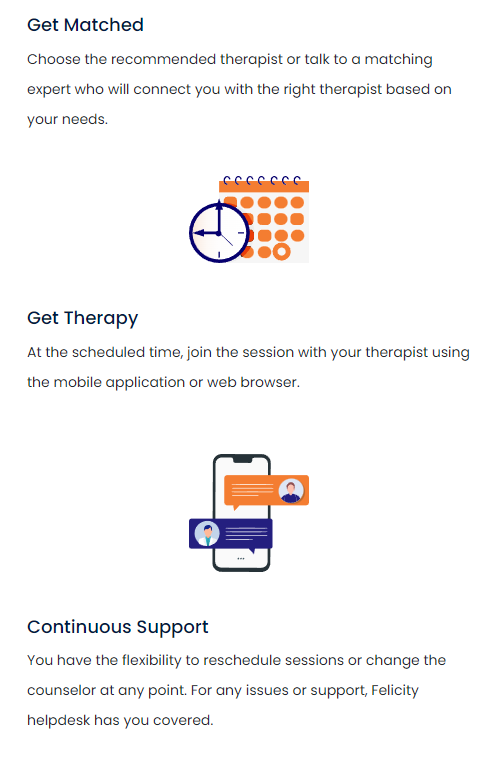 Get Matched
Choose the recommended therapist or talk to a matching
expert who will connect you with the right therapist based on
your needs.
Get Therapy
At the scheduled time, join the session with your therapist using
the mobile application or web browser.
Continuous Support
You have the flexibility to reschedule sessions or change the
counselor at any point. For any issues or support, Felicity
helpdesk has you covered.